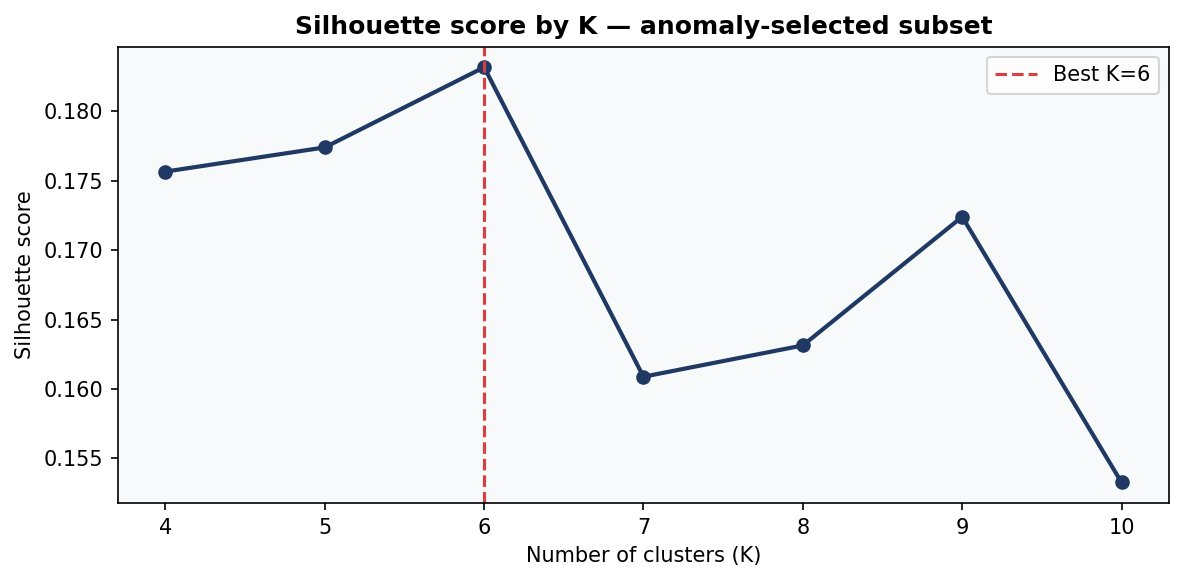 Silhouette score by K — anomaly-selected subset
Best K=6
Silhouette score
0.180
0.175
0.170
0.165
0.160
0.155
4 5 6 7 8 9 10
Number of clusters (K)